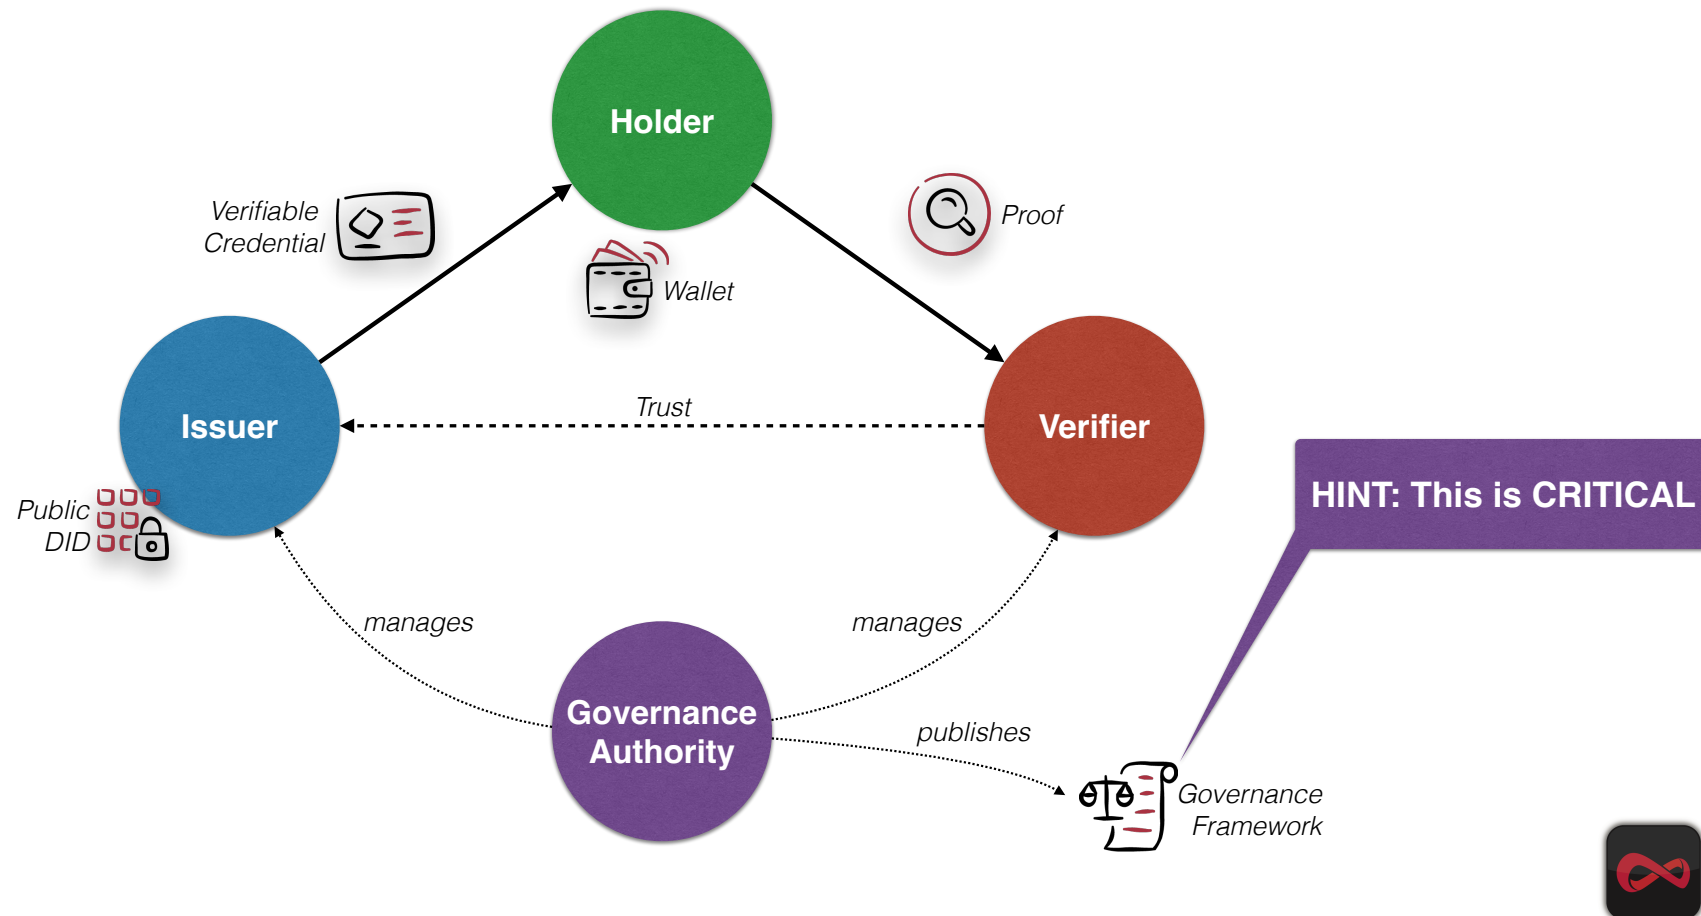 Holder
Verifiable
Credential
Proof
Wallet
Issuer
Trust
Verifier
HINT: This is CRITICAL
Public
DID
manages
manages
Governance
Authority
publishes
Governance
Framework